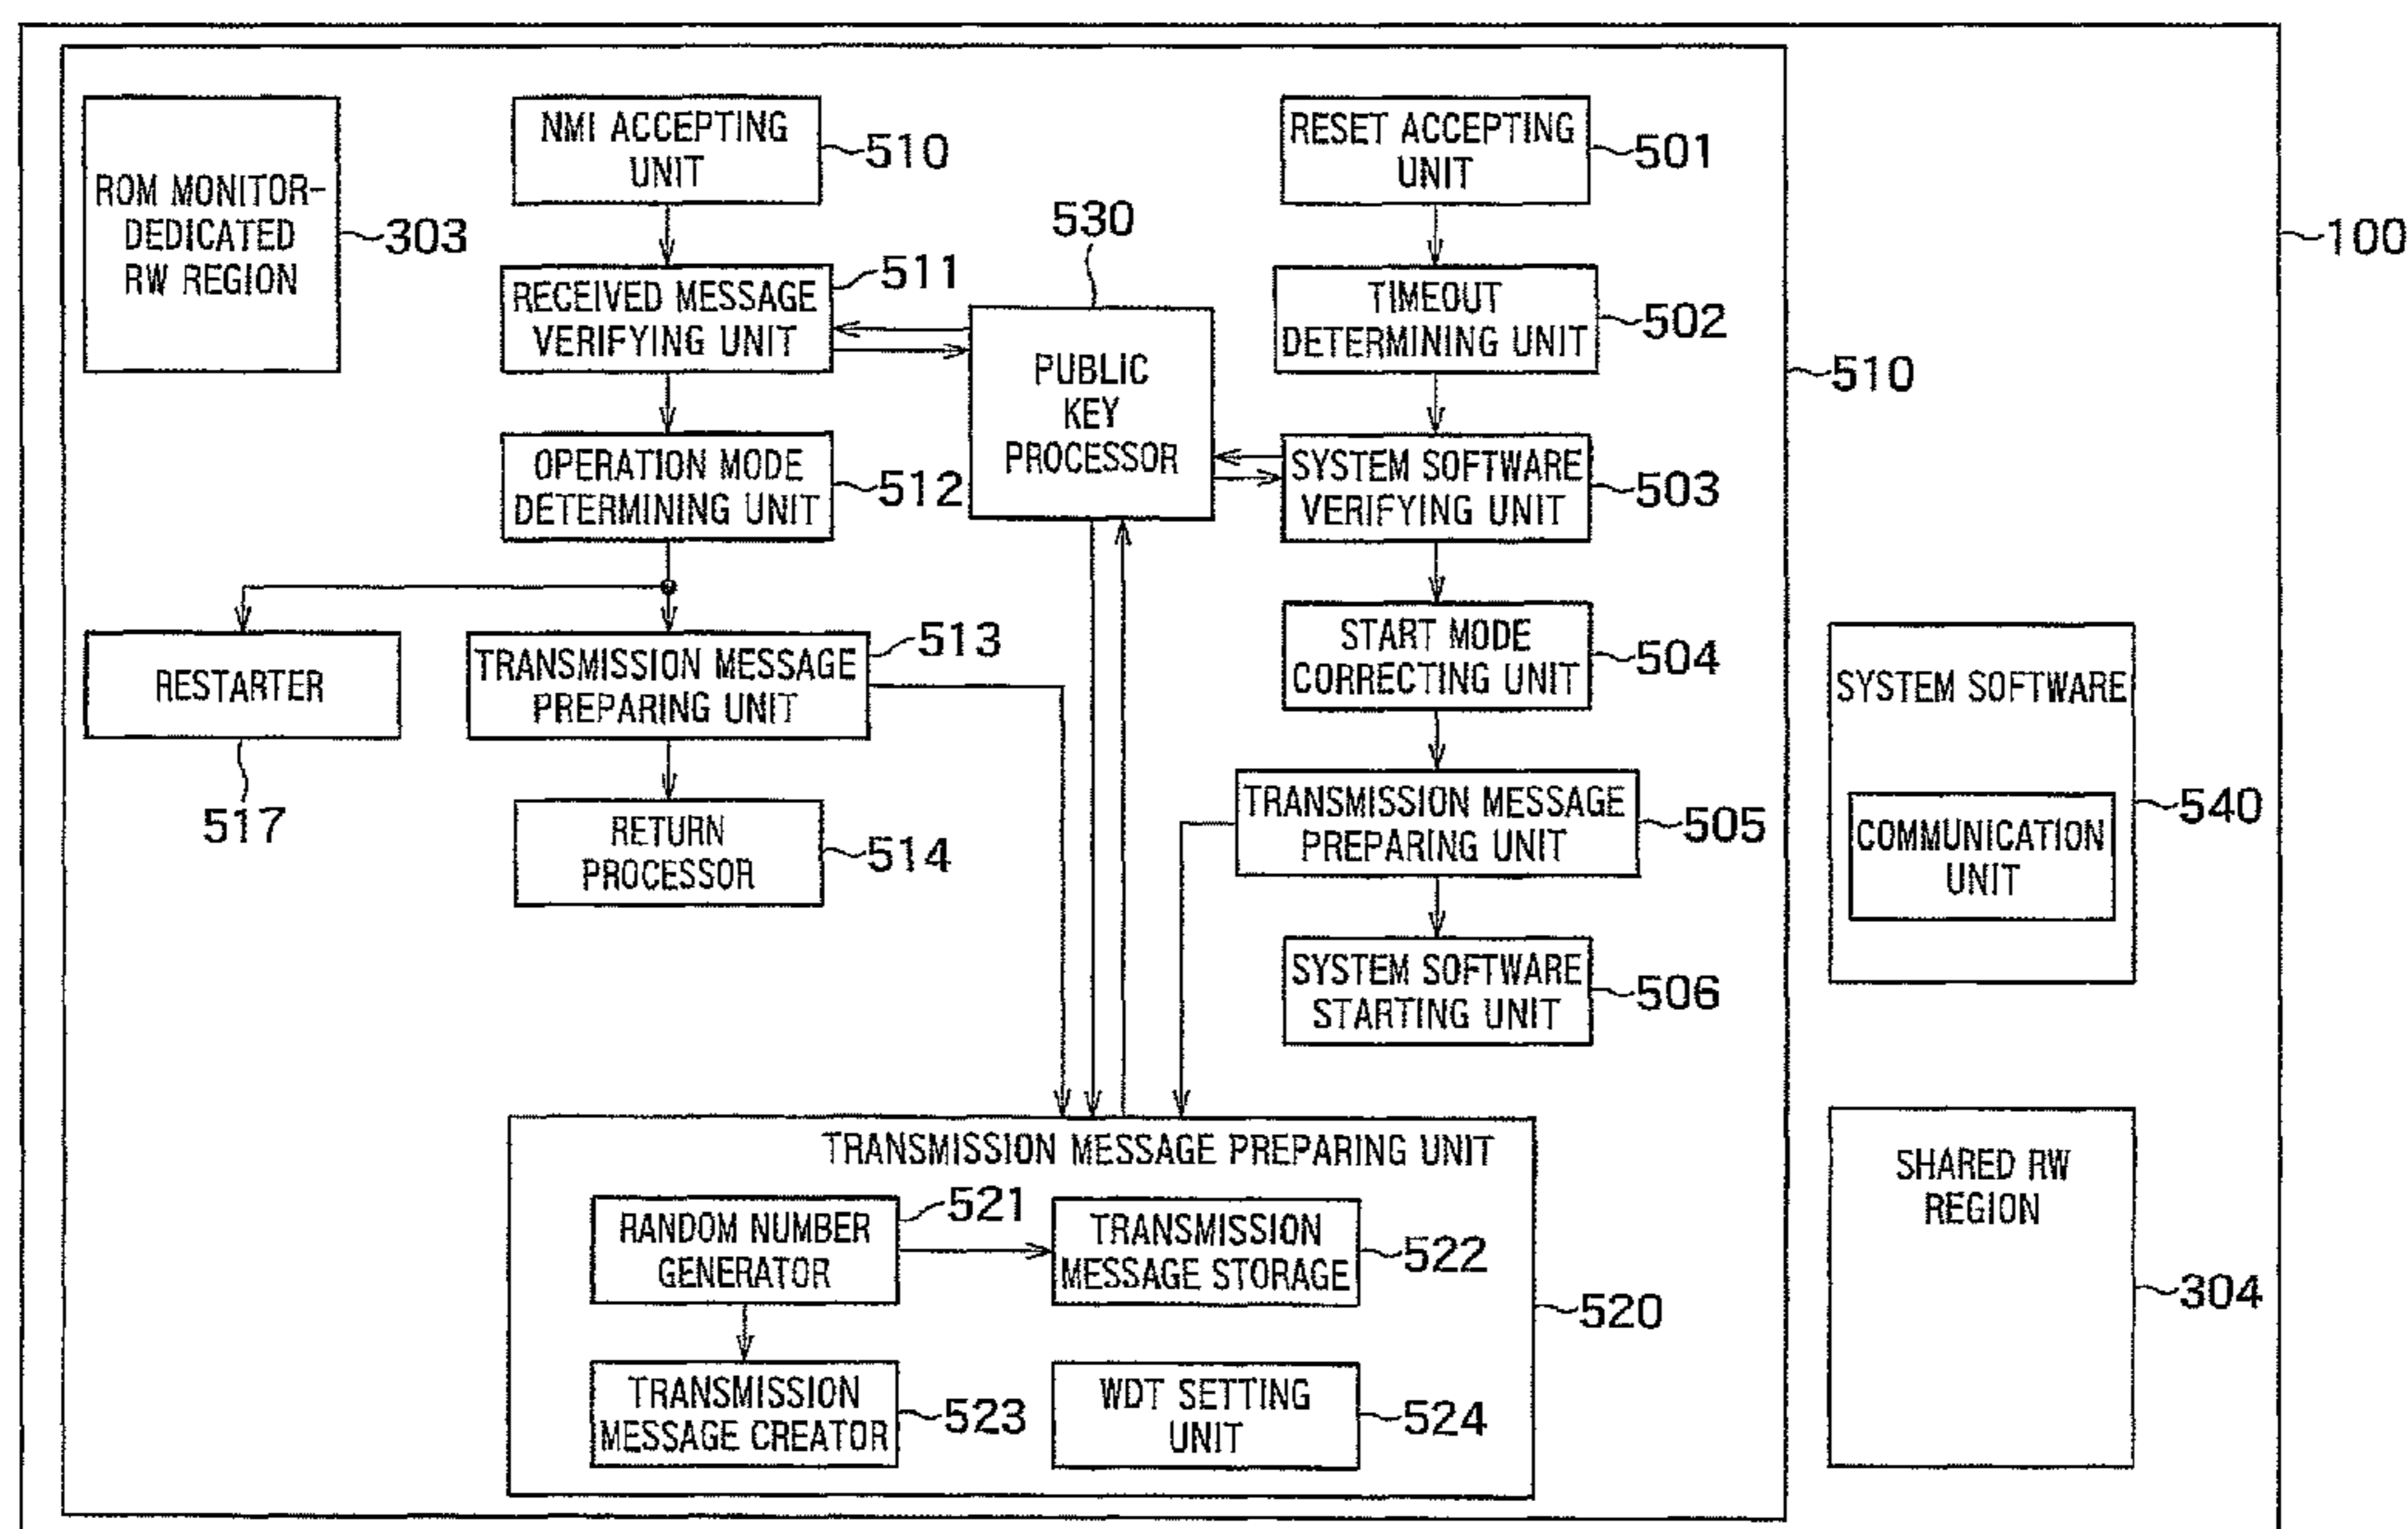 ROM MONITOR-
DEDICATED
RW REGION
303
NMI ACCEPTING
UNIT
510
RESET ACCEPTING
UNIT
501
100
530
RECEIVED MESSAGE
VERIFYING UNIT
511
PUBLIC
KEY
PROCESSOR
TIMEOUT
DETERMINING UNIT
502
510
OPERATION MODE
DETERMINING UNIT
512
SYSTEM SOFTWARE
VERIFYING UNIT
503
RESTARTER
517
TRANSMISSION MESSAGE
PREPARING UNIT
513
START MODE
CORRECTING UNIT
504
SYSTEM SOFTWARE
COMMUNICATION
UNIT
540
RETURN
PROCESSOR
514
TRANSMISSION MESSAGE
PREPARING UNIT
505
SYSTEM SOFTWARE
STARTING UNIT
506
TRANSMISSION MESSAGE PREPARING UNIT
RANDOM NUMBER
GENERATOR
521
TRANSMISSION
MESSAGE STORAGE
522
520
TRANSMISSION
MESSAGE CREATOR
523
WDT SETTING
UNIT
524
SHARED RW
REGION
304